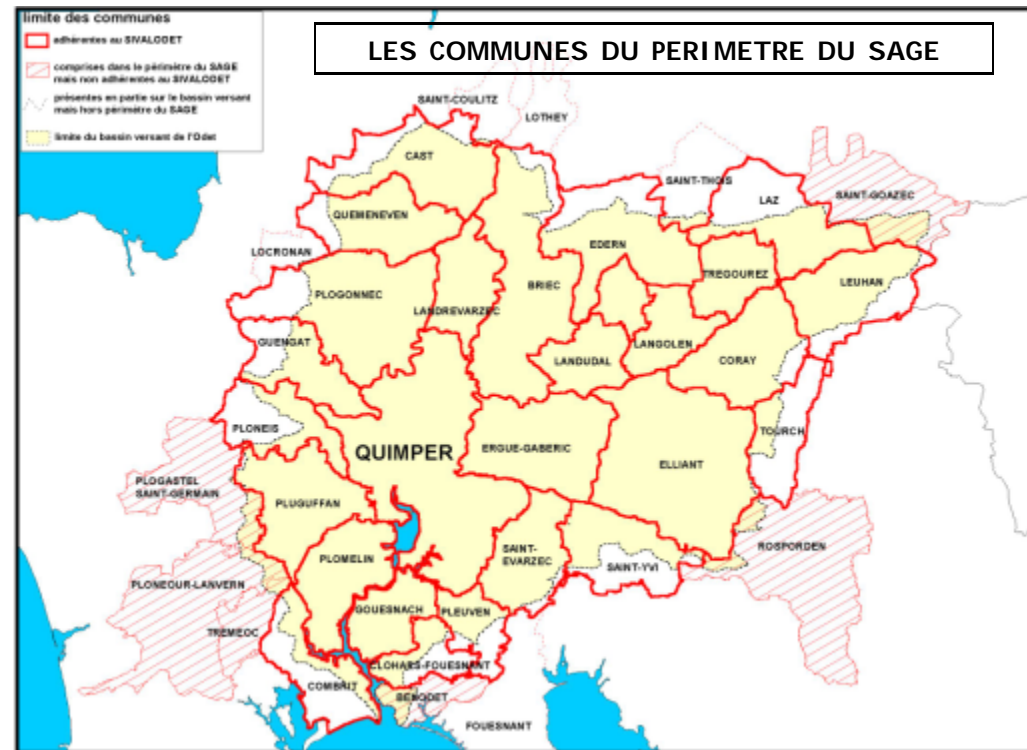 limite des communes
adhérentes au SIVALODET
comprises dans le périmètre du SAGE
mais non adhérentes au SIVALODET
présentes en partie sur le bassin versant
mais hors périmètre du SAGE
limite du bassin versant de l'Odet
LES COMMUNES DU PERIMETRE DU SAGE
SAINT-COULITZ
LOTHEY
CAST
SAINT-THOIS
LAZ
SAINT-GOAZEC
QUEMENEVEN
EDERN
LOCRONAN
TREGOUREZ
LEUHAN
BRIEC
PLOGONNEC
LANDREVARZEC
GUENGAT
LANGOLEN
LANDUDAL
CORAY
PLONEIS
TOURCH
QUIMPER
ERGUE-GABERIC
ELLIANT
PLOGASTEL
SAINT-GERMAIN
PLUGUFFAN
ROSPORDEN
SAINT-
EVARZEC
PLOMELIN
SAINT-YVI
PLONEOUR-LANVERN
GOUESNACH
PLEUVEN
TREMEOC
CLOHARS-FOUESNANT
COMBRIT
BENODET
FOUESNANT